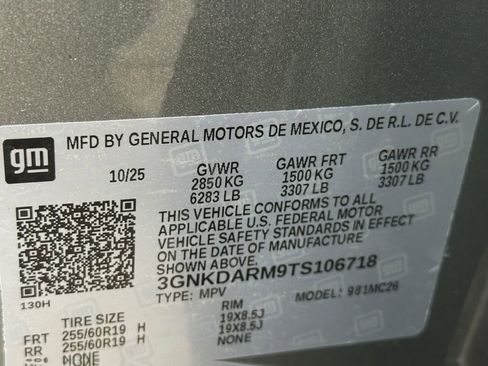 gm
MFD BY GENERAL MOTORS DE MEXICO, S. DE R.L. DE C.V.
10/25 GVWR GAWR FRT GAWR RR
2850 KG 1500 KG 1500 KG
6283 LB 3307 LB 3307 LB
THIS VEHICLE CONFORMS TO ALL
APPLICABLE U.S. FEDERAL MOTOR
VEHICLE SAFETY STANDARDS IN EFFECT
ON THE DATE OF MANUFACTURE SHOWN ABOVE.
3GNKDARM9TS106718
130H TYPE: MPV MODEL: 981MC26
TIRE SIZE RIM
FRT 255/60R19 H 19X8.5J
RR 255/60R19 H 19X8.5J
NONE NONE